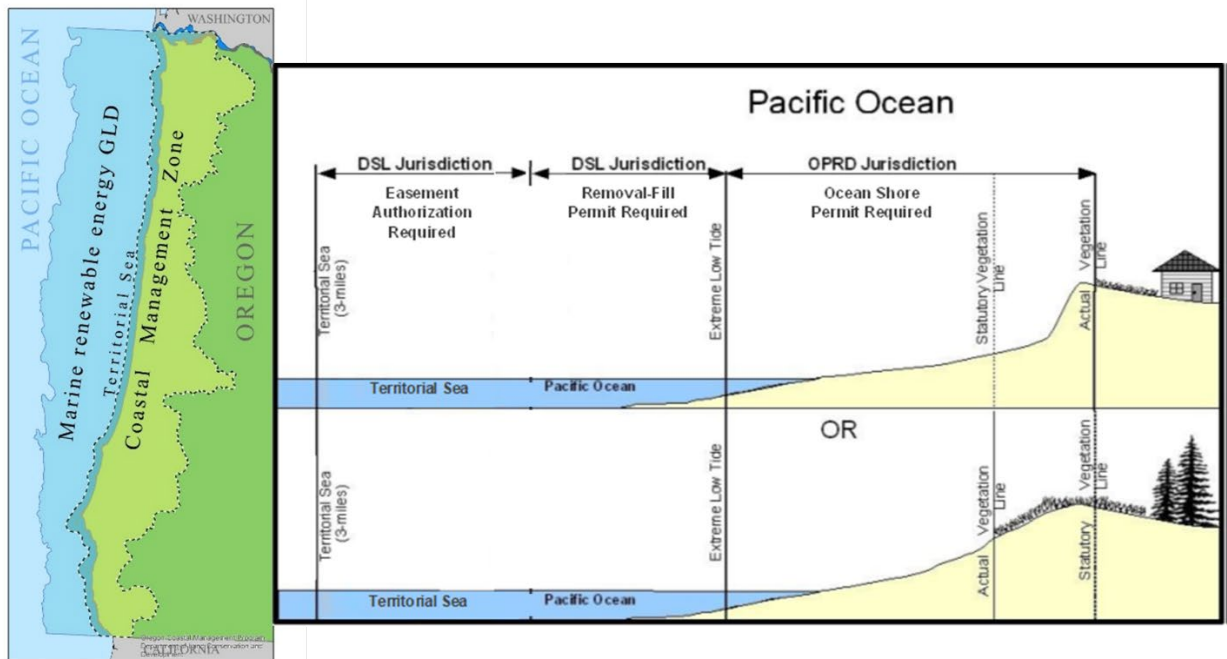 WASHINGTON
PACIFIC OCEAN
Marine renewable energy GLD
Territorial Sea
Coastal Management Zone
OREGON
CALIFORNIA
Pacific Ocean
DSL Jurisdiction
DSL Jurisdiction
OPRD Jurisdiction
Easement
Authorization
Required
Removal-Fill
Permit Required
Ocean Shore
Permit Required
Territorial Sea
(3-miles)
Extreme Low Tide
Statutory Vegetation
Line
Actual Vegetation
Line
Territorial Sea
Pacific Ocean
OR
Territorial Sea
(3-miles)
Extreme Low Tide
Actual Vegetation
Line
Statutory Vegetation
Line
Territorial Sea
Pacific Ocean